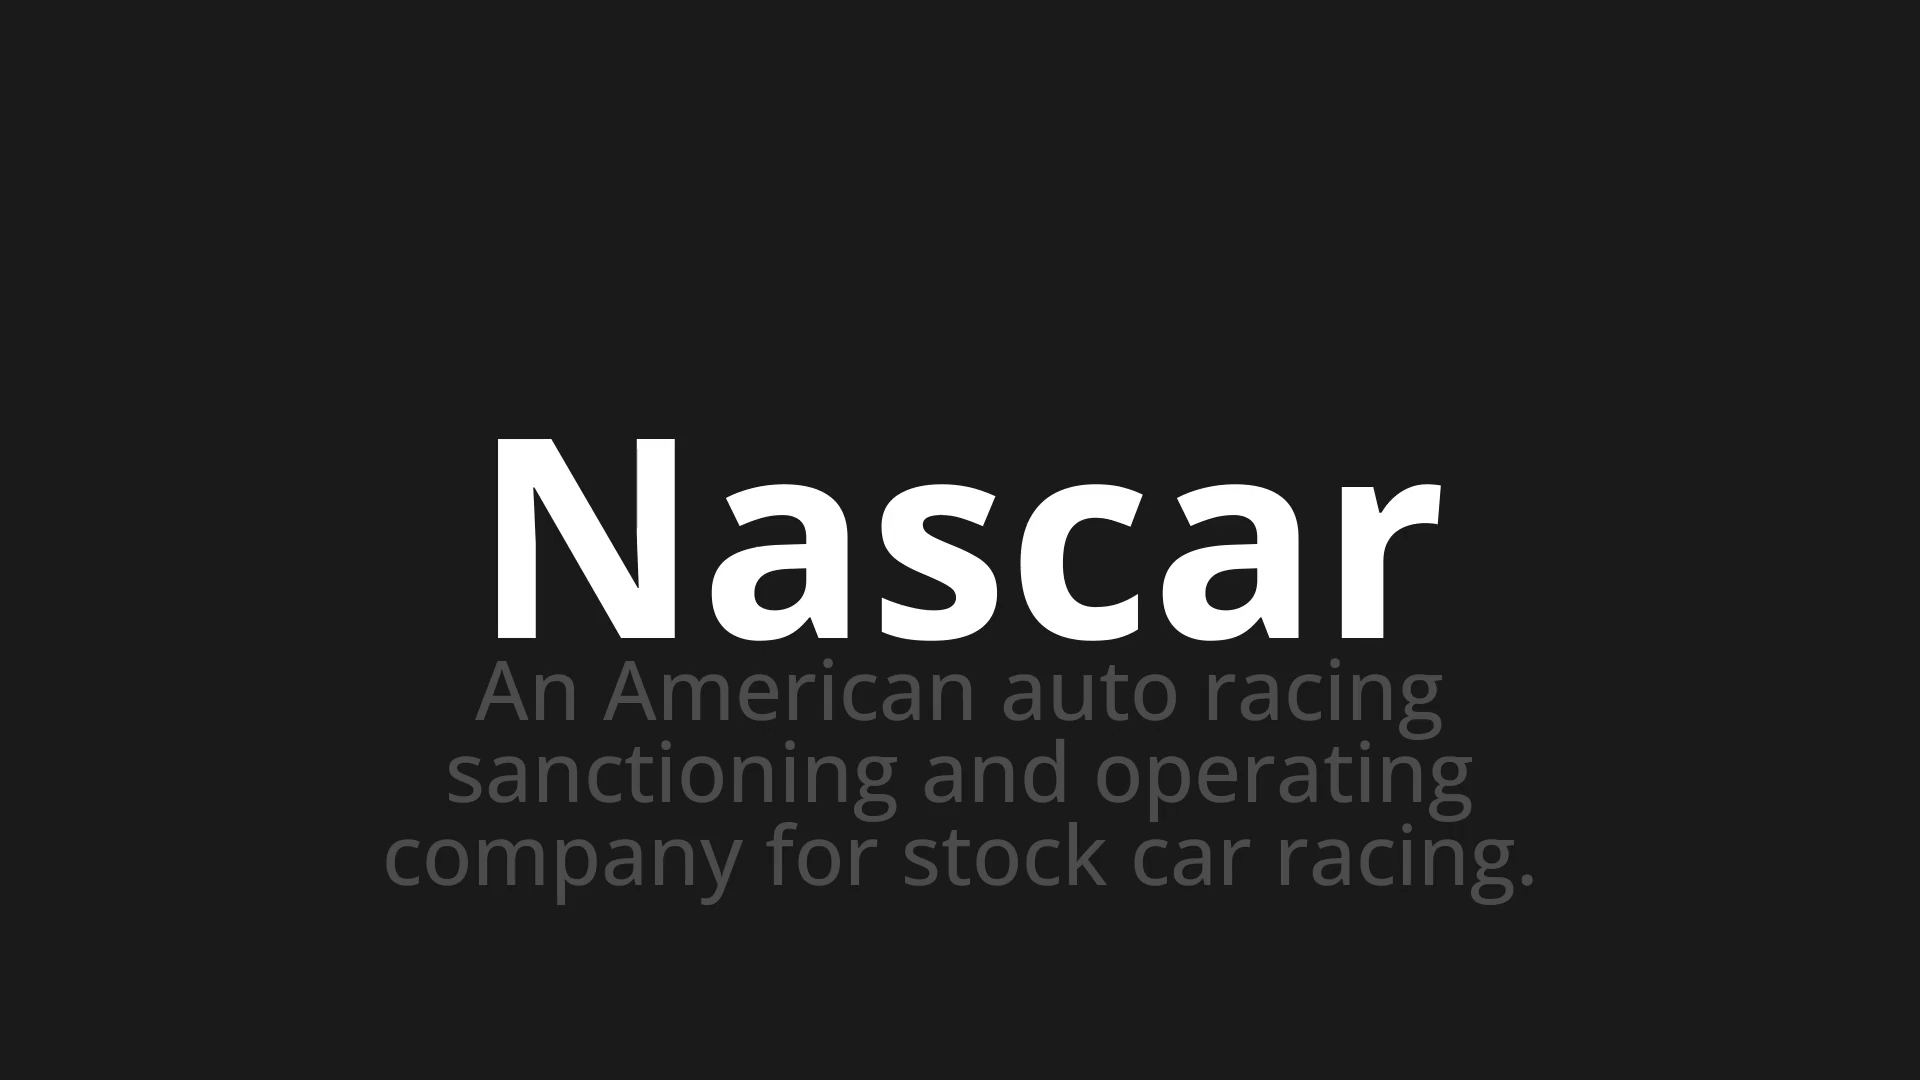 Nascar
An American auto racing
sanctioning and operating
company for stock car racing.